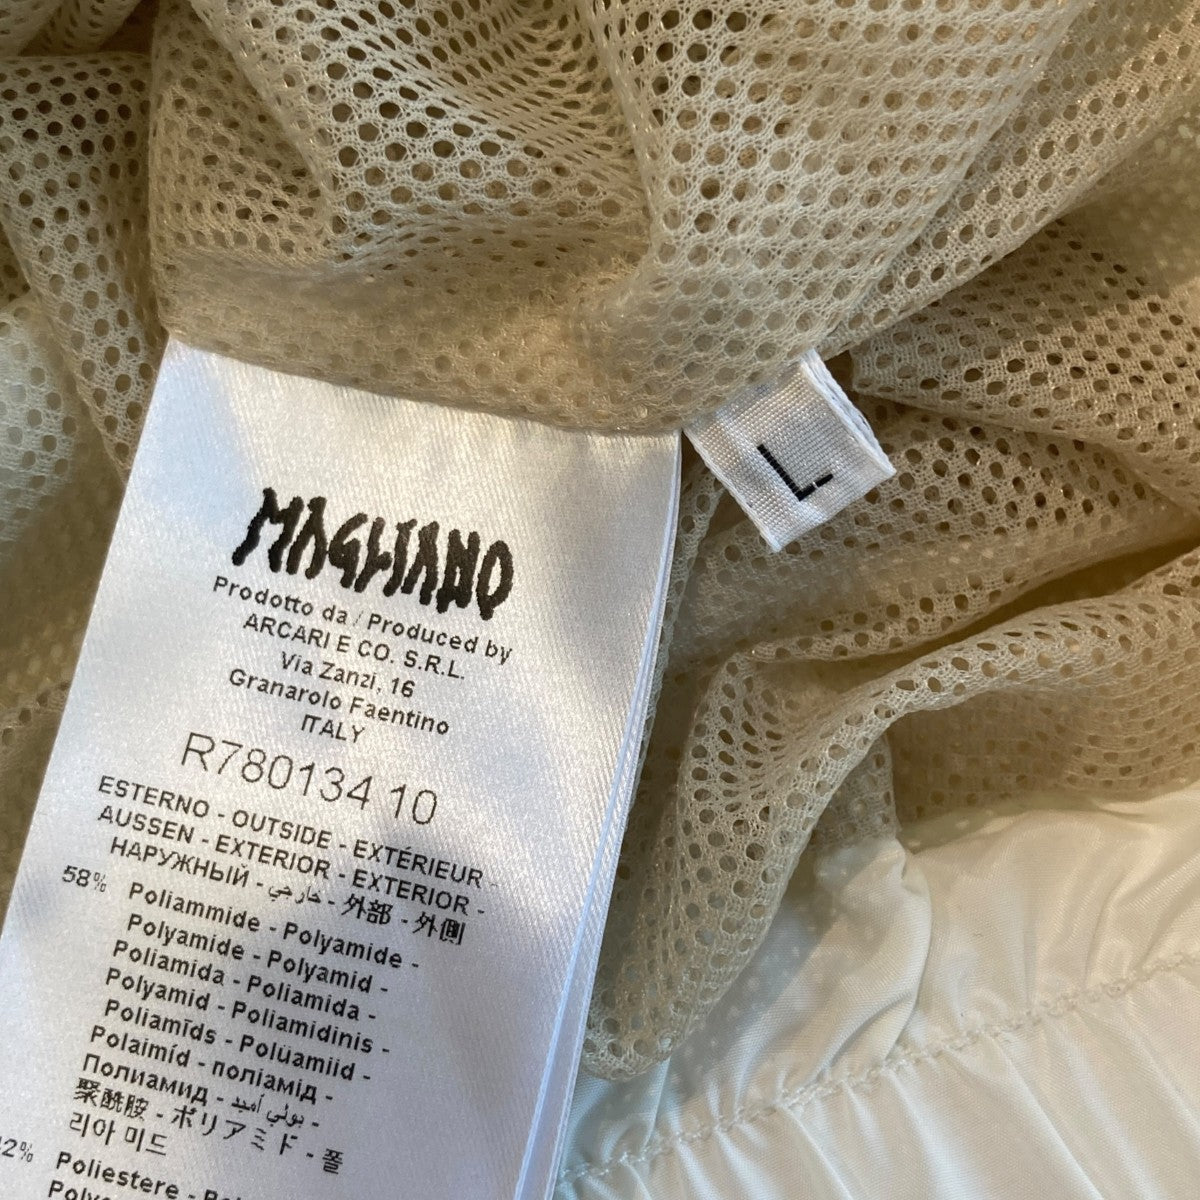 L
MAGLIANO
Prodotto da / Produced by
ARCARI E CO. S.R.L.
Via Zanzi, 16
Granarolo Faentino
ITALY
R780134 10
ESTERNO - OUTSIDE - EXTÉRIEUR -
AUSSEN - EXTERIOR - EXTERIOR -
НАРУЖНЫЙ - خارجي - 外部 - 外側
58% Poliammide - Polyamide -
Polyamide - Polyamid -
Poliamida - Poliamida -
Polyamid - Poliamidinis -
Poliamīds - Polüamiid -
Polaimíd - поліамід -
Полиамид - بولي أميد -
聚酰胺 - ポリアミド - 폴
리아 미드
Poliestere -